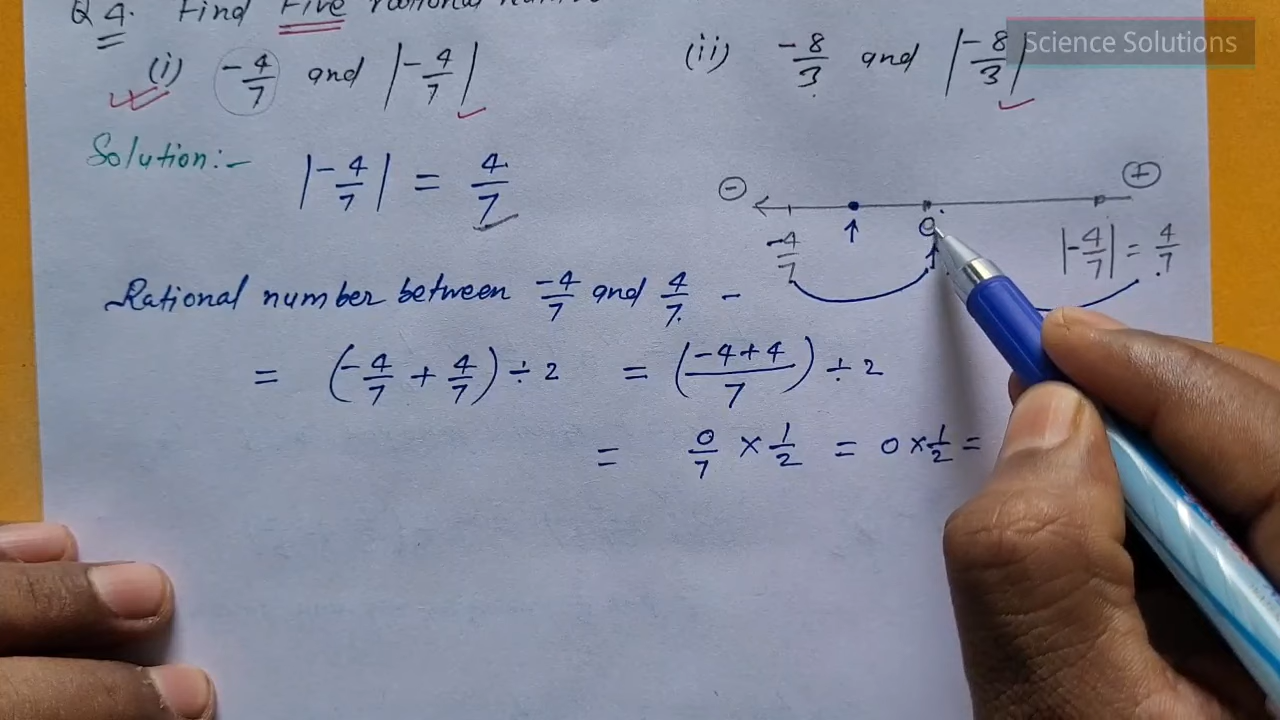 Q 4. Find Five rational
Science Solutions
(i) -4/7 and |-4/7|
(ii) -8/3 and |-8/3|
Solution:-
|-4/7| = 4/7
⊖ ⊕
-4/7 0 |-4/7| = 4/7
Rational number between -4/7 and 4/7 -
= (-4/7 + 4/7) ÷ 2 = (-4+4/7) ÷ 2
= 0/7 × 1/2 = 0 × 1/2 =